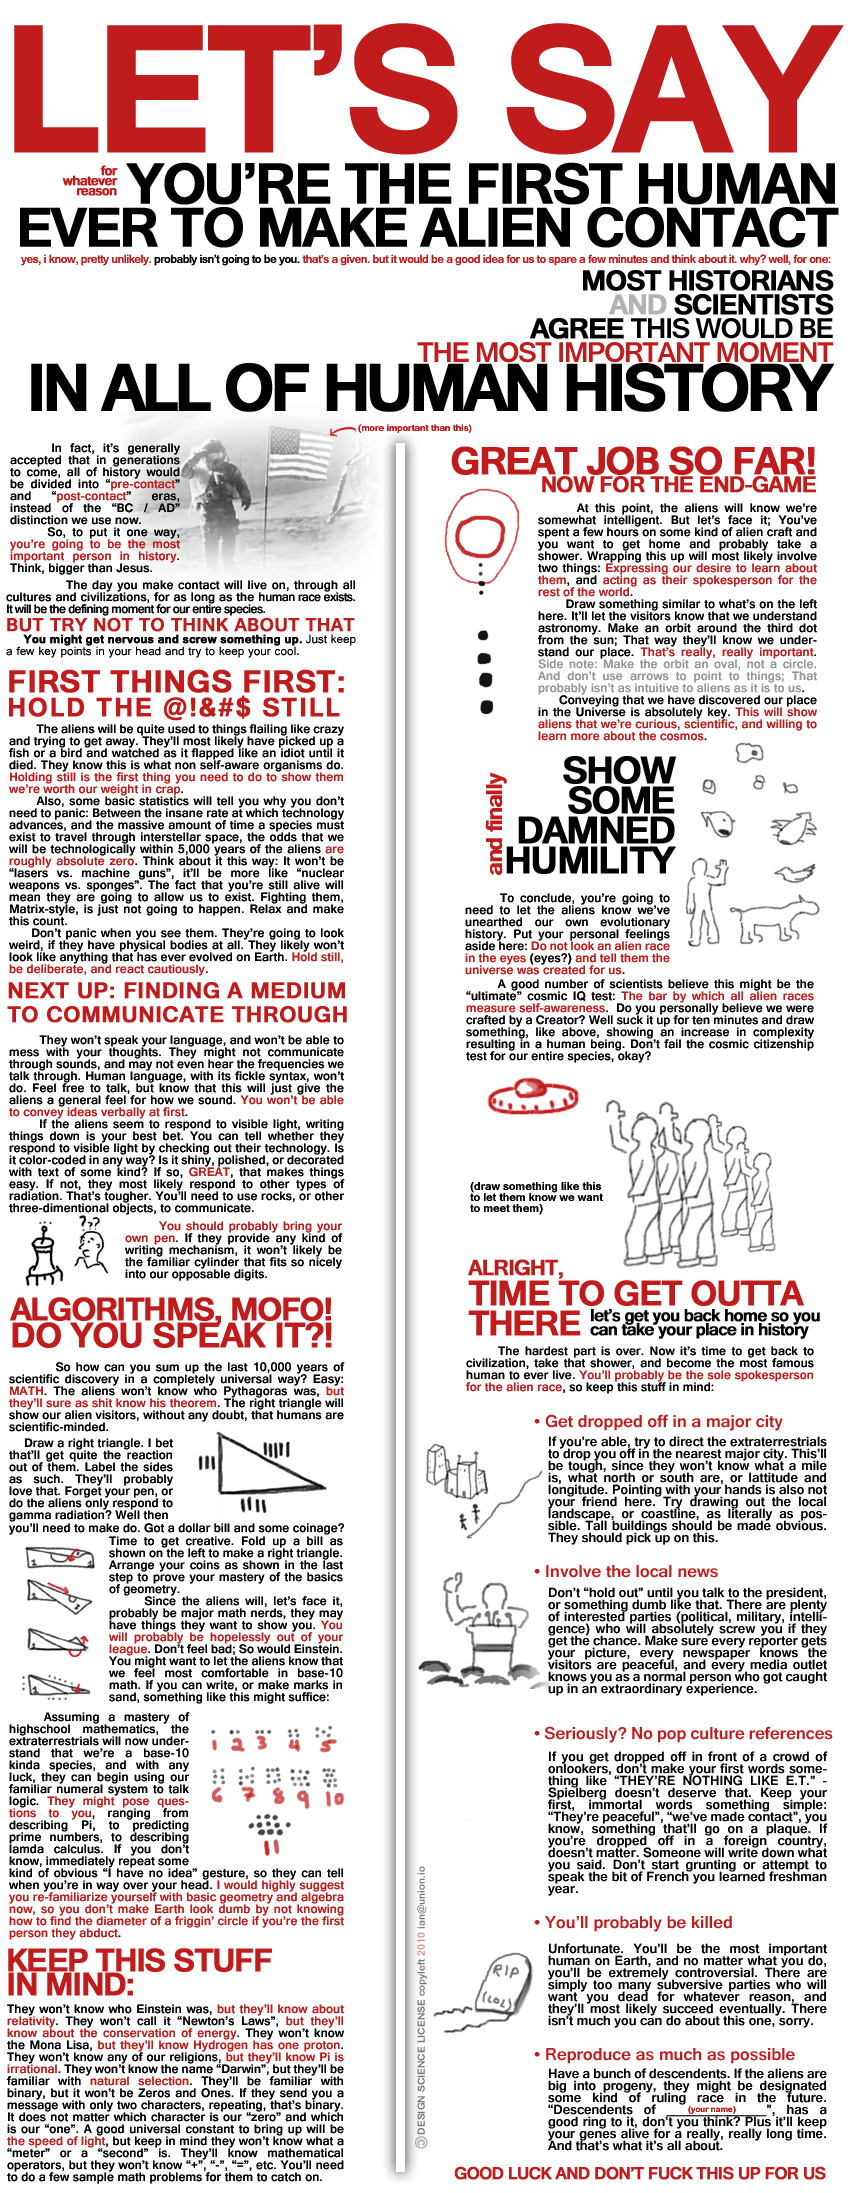 LET'S SAY
for
whatever
reason
YOU'RE THE FIRST HUMAN
EVER TO MAKE ALIEN CONTACT
yes, i know, pretty unlikely. probably isn't going to be you. that's a given. but it would be a good idea for us to spare a few minutes and think about it. why? well, for one:
MOST HISTORIANS
AND SCIENTISTS
AGREE THIS WOULD BE
THE MOST IMPORTANT MOMENT
IN ALL OF HUMAN HISTORY
(more important than this)
In fact, it's generally
accepted that in generations
to come, all of history would
be divided into "pre-contact"
and "post-contact" eras,
instead of the "BC / AD"
distinction we use now.
So, to put it one way,
you're going to be the most
important person in history.
Think, bigger than Jesus.
The day you make contact will live on, through all
cultures and civilizations, for as long as the human race exists.
It will be the defining moment for our entire species.
BUT TRY NOT TO THINK ABOUT THAT
You might get nervous and screw something up. Just keep
a few key points in your head and try to keep your cool.
FIRST THINGS FIRST:
HOLD THE @!&#$ STILL
The aliens will be quite used to things flailing like crazy
and trying to get away. They'll most likely have picked up a
fish or a bird and watched as it flapped like an idiot until it
died. They know this is what non self-aware organisms do.
Holding still is the first thing you need to do to show them
we're worth our weight in crap.
Also, some basic statistics will tell you why you don't
need to panic: Between the insane rate at which technology
advances, and the massive amount of time a species must
exist to travel through interstellar space, the odds that we
will be technologically within 5,000 years of the aliens are
roughly absolute zero. Think about it this way: It won't be
"lasers vs. machine guns", it'll be more like "nuclear
weapons vs. sponges". The fact that you're still alive will
mean they are going to allow us to exist. Fighting them,
Matrix-style, is just not going to happen. Relax and make
this count.
Don't panic when you see them. They're going to look
weird, if they have physical bodies at all. They likely won't
look like anything that has ever evolved on Earth. Hold still,
be deliberate, and react cautiously.
NEXT UP: FINDING A MEDIUM
TO COMMUNICATE THROUGH
They won't speak your language, and won't be able to
mess with your thoughts. They might not communicate
through sounds, and may not even hear the frequencies we
talk through. Human language, with its fickle syntax, won't
do. Feel free to talk, but know that this will just give the
aliens a general feel for how we sound. You won't be able
to convey ideas verbally at first.
If the aliens seem to respond to visible light, writing
things down is your best bet. You can tell whether they
respond to visible light by checking out their technology. Is
it color-coded in any way? Is it shiny, polished, or decorated
with text of some kind? If so, GREAT, that makes things
easy. If not, they most likely respond to other types of
radiation. That's tougher. You'll need to use rocks, or other
three-dimentional objects, to communicate.
???
You should probably bring your
own pen. If they provide any kind of
writing mechanism, it won't likely be
the familiar cylinder that fits so nicely
into our opposable digits.
ALGORITHMS, MOFO!
DO YOU SPEAK IT?!
So how can you sum up the last 10,000 years of
scientific discovery in a completely universal way? Easy:
MATH. The aliens won't know who Pythagoras was, but
they'll sure as shit know his theorem. The right triangle will
show our alien visitors, without any doubt, that humans are
scientific-minded.
Draw a right triangle. I bet
that'll get quite the reaction
out of them. Label the sides
as such. They'll probably
love that. Forget your pen, or
do the aliens only respond to
gamma radiation? Well then
you'll need to make do. Got a dollar bill and some coinage?
Time to get creative. Fold up a bill as
shown on the left to make a right triangle.
Arrange your coins as shown in the last
step to prove your mastery of the basics
of geometry.
Since the aliens will, let's face it,
probably be major math nerds, they may
have things they want to show you. You
will probably be hopelessly out of your
league. Don't feel bad; So would Einstein.
You might want to let the aliens know that
we feel most comfortable in base-10
math. If you can write, or make marks in
sand, something like this might suffice:
Assuming a mastery of
highschool mathematics, the
extraterrestrials will now under-
stand that we're a base-10
kinda species, and with any
luck, they can begin using our
familiar numeral system to talk
logic. They might pose ques-
tions to you, ranging from
describing Pi, to predicting
prime numbers, to describing
lamda calculus. If you don't
know, immediately repeat some
kind of obvious "I have no idea" gesture, so they can tell
when you're in way over your head. I would highly suggest
you re-familiarize yourself with basic geometry and algebra
now, so you don't make Earth look dumb by not knowing
how to find the diameter of a friggin' circle if you're the first
person they abduct.
1 2 3 4 5
6 7 8 9 10
11
KEEP THIS STUFF
IN MIND:
They won't know who Einstein was, but they'll know about
relativity. They won't call it "Newton's Laws", but they'll
know about the conservation of energy. They won't know
the Mona Lisa, but they'll know Hydrogen has one proton.
They won't know any of our religions, but they'll know Pi is
irrational. They won't know the name "Darwin", but they'll be
familiar with natural selection. They'll be familiar with
binary, but it won't be Zeros and Ones. If they send you a
message with only two characters, repeating, that's binary.
It does not matter which character is our "zero" and which
is our "one". A good universal constant to bring up will be
the speed of light, but keep in mind they won't know what a
"meter" or a "second" is. They'll know mathematical
operators, but they won't know "+", "-", "=", etc. You'll need
to do a few sample math problems for them to catch on.
GREAT JOB SO FAR!
NOW FOR THE END-GAME
At this point, the aliens will know we're
somewhat intelligent. But let's face it; You've
spent a few hours on some kind of alien craft and
you want to get home and probably take a
shower. Wrapping this up will most likely involve
two things: Expressing our desire to learn about
them, and acting as their spokesperson for the
rest of the world.
Draw something similar to what's on the left
here. It'll let the visitors know that we understand
astronomy. Make an orbit around the third dot
from the sun; That way they'll know we under-
stand our place. That's really, really important.
Side note: Make the orbit an oval, not a circle.
And don't use arrows to point to things; That
probably isn't as intuitive to aliens as it is to us.
Conveying that we have discovered our place
in the Universe is absolutely key. This will show
aliens that we're curious, scientific, and willing to
learn more about the cosmos.
and finally
SHOW
SOME
DAMNED
HUMILITY
To conclude, you're going to
need to let the aliens know we've
unearthed our own evolutionary
history. Put your personal feelings
aside here: Do not look an alien race
in the eyes (eyes?) and tell them the
universe was created for us.
A good number of scientists believe this might be the
"ultimate" cosmic IQ test: The bar by which all alien races
measure self-awareness. Do you personally believe we were
crafted by a Creator? Well suck it up for ten minutes and draw
something, like above, showing an increase in complexity
resulting in a human being. Don't fail the cosmic citizenship
test for our entire species, okay?
(draw something like this
to let them know we want
to meet them)
ALRIGHT,
TIME TO GET OUTTA
THERE let's get you back home so you
can take your place in history
The hardest part is over. Now it's time to get back to
civilization, take that shower, and become the most famous
human to ever live. You'll probably be the sole spokesperson
for the alien race, so keep this stuff in mind:
• Get dropped off in a major city
If you're able, try to direct the extraterrestrials
to drop you off in the nearest major city. This'll
be tough, since they won't know what a mile
is, what north or south are, or lattitude and
longitude. Pointing with your hands is also not
your friend here. Try drawing out the local
landscape, or coastline, as literally as pos-
sible. Tall buildings should be made obvious.
They should pick up on this.
• Involve the local news
Don't "hold out" until you talk to the president,
or something dumb like that. There are plenty
of interested parties (political, military, intelli-
gence) who will absolutely screw you if they
get the chance. Make sure every reporter gets
your picture, every newspaper knows the
visitors are peaceful, and every media outlet
knows you as a normal person who got caught
up in an extraordinary experience.
• Seriously? No pop culture references
If you get dropped off in front of a crowd of
onlookers, don't make your first words some-
thing like "THEY'RE NOTHING LIKE E.T." -
Spielberg doesn't deserve that. Keep your
first, immortal words something simple:
"They're peaceful", "we've made contact", you
know, something that'll go on a plaque. If
you're dropped off in a foreign country,
doesn't matter. Someone will write down what
you said. Don't start grunting or attempt to
speak the bit of French you learned freshman
year.
• You'll probably be killed
RIP
(LOL)
Unfortunate. You'll be the most important
human on Earth, and no matter what you do,
you'll be extremely controversial. There are
simply too many subversive parties who will
want you dead for whatever reason, and
they'll most likely succeed eventually. There
isn't much you can do about this one, sorry.
• Reproduce as much as possible
Have a bunch of descendents. If the aliens are
big into progeny, they might be designated
some kind of ruling race in the future.
"Descendents of (your name)", has a
good ring to it, don't you think? Plus it'll keep
your genes alive for a really, really long time.
And that's what it's all about.
DESIGN SCIENCE LICENSE copyleft 2010 ian@union.io
GOOD LUCK AND DON'T FUCK THIS UP FOR US